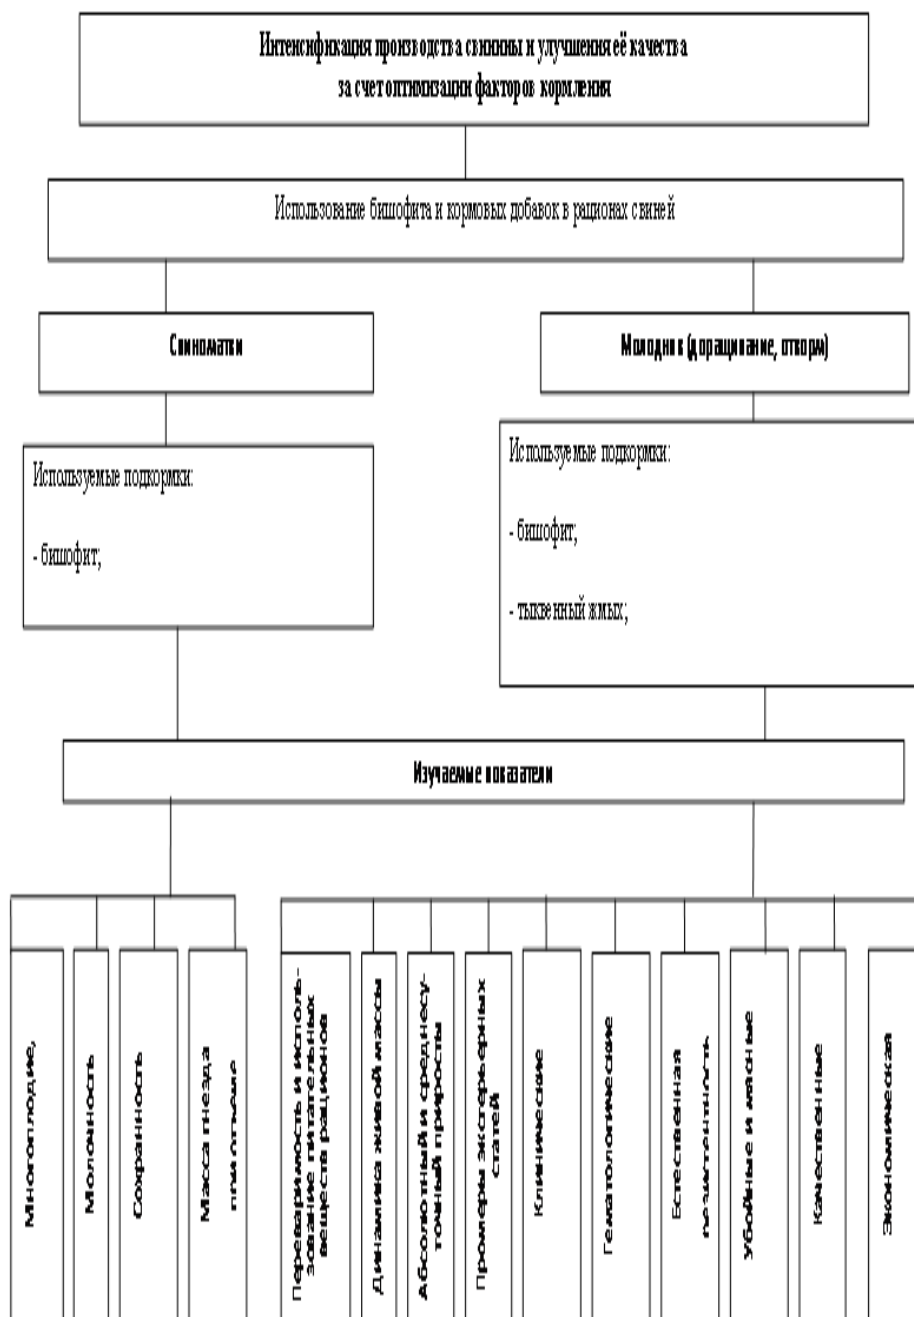 Интенсификация производства свинины и улучшения её качества
за счет оптимизации факторов кормления
Использование бишофита и кормовых добавок в рационах свиней
Свиноматки
Молодняк (доращивание, откорм)
Используемые подкормки:
- бишофит;
Используемые подкормки:
- бишофит;
- тыквенный жмых;
Изучаемые показатели
Многоплодие,
Молочность
Сохранность
Масса гнезда
при отъеме
Переваримость и исполь-
зование питательных
веществ рационов
Динамика живой массы
Абсолютный и среднесу-
точный приросты
Промеры экстерьерных
статей
Клинические
Гематологические
Естественная
резистентность
Убойные и мясные
Качественные
Экономическая